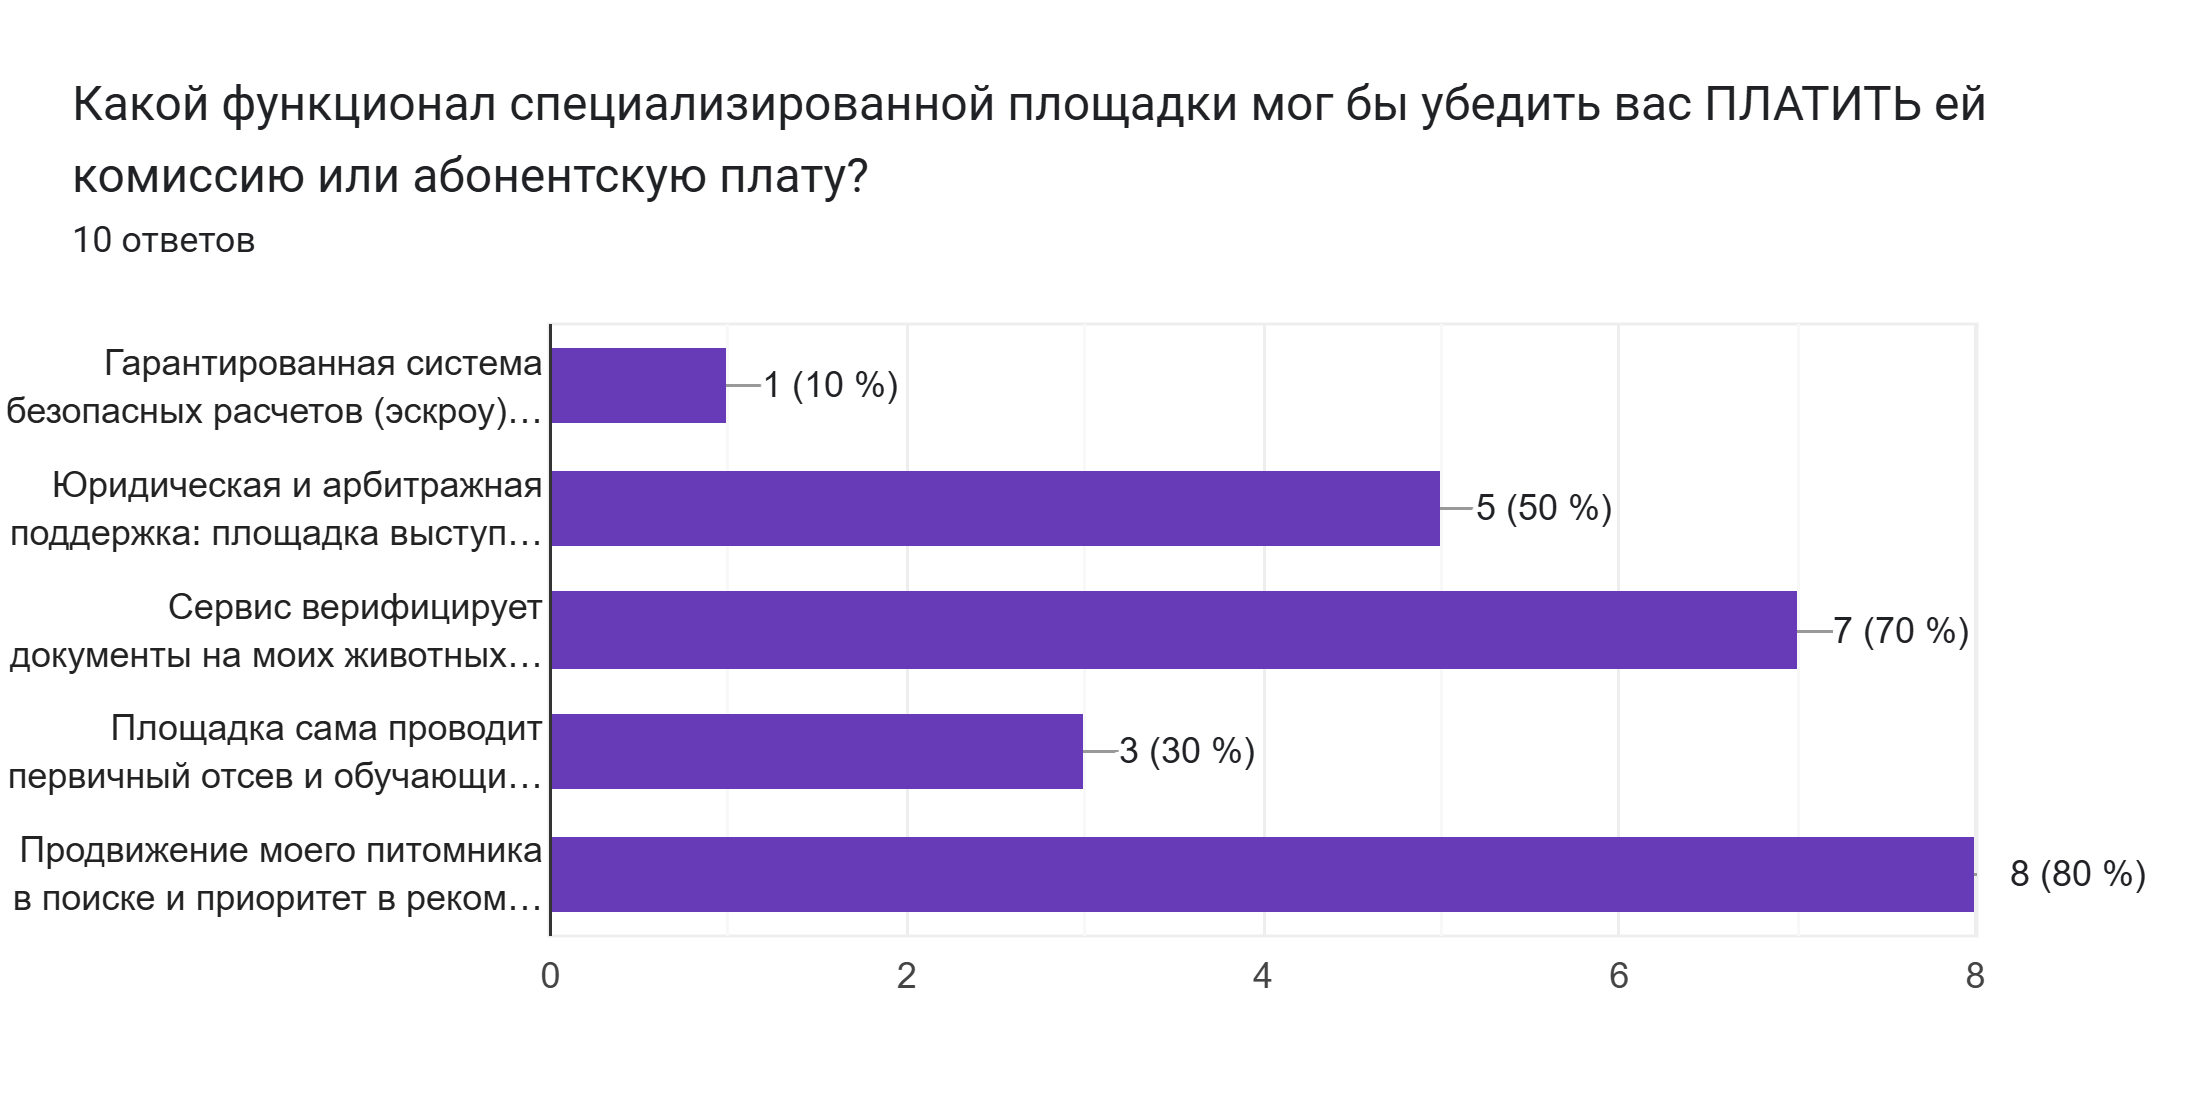 Какой функционал специализированной площадки мог бы убедить вас ПЛАТИТЬ ей
комиссию или абонентскую плату?
10 ответов
Гарантированная система
безопасных расчетов (эскроу)…
1 (10 %)
Юридическая и арбитражная
поддержка: площадка выступ…
5 (50 %)
Сервис верифицирует
документы на моих животных…
7 (70 %)
Площадка сама проводит
первичный отсев и обучающи…
3 (30 %)
Продвижение моего питомника
в поиске и приоритет в реком…
8 (80 %)
0 2 4 6 8